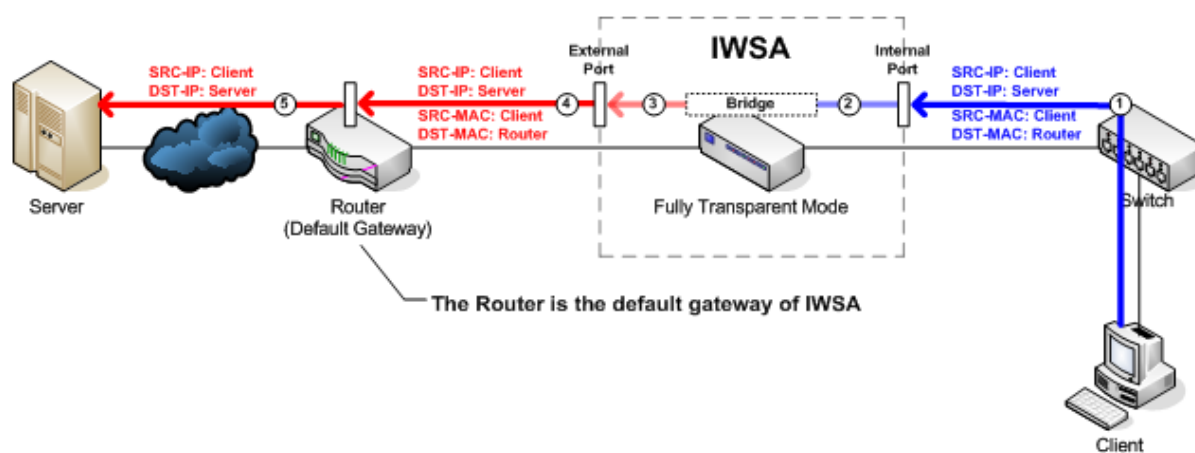 IWSA
External
Port
Internal
Port
SRC-IP: Client
DST-IP: Server
5
SRC-IP: Client
DST-IP: Server
SRC-MAC: Client
DST-MAC: Router
4
3
Bridge
2
SRC-IP: Client
DST-IP: Server
SRC-MAC: Client
DST-MAC: Router
1
Server
Router
(Default Gateway)
Fully Transparent Mode
Switch
The Router is the default gateway of IWSA
Client